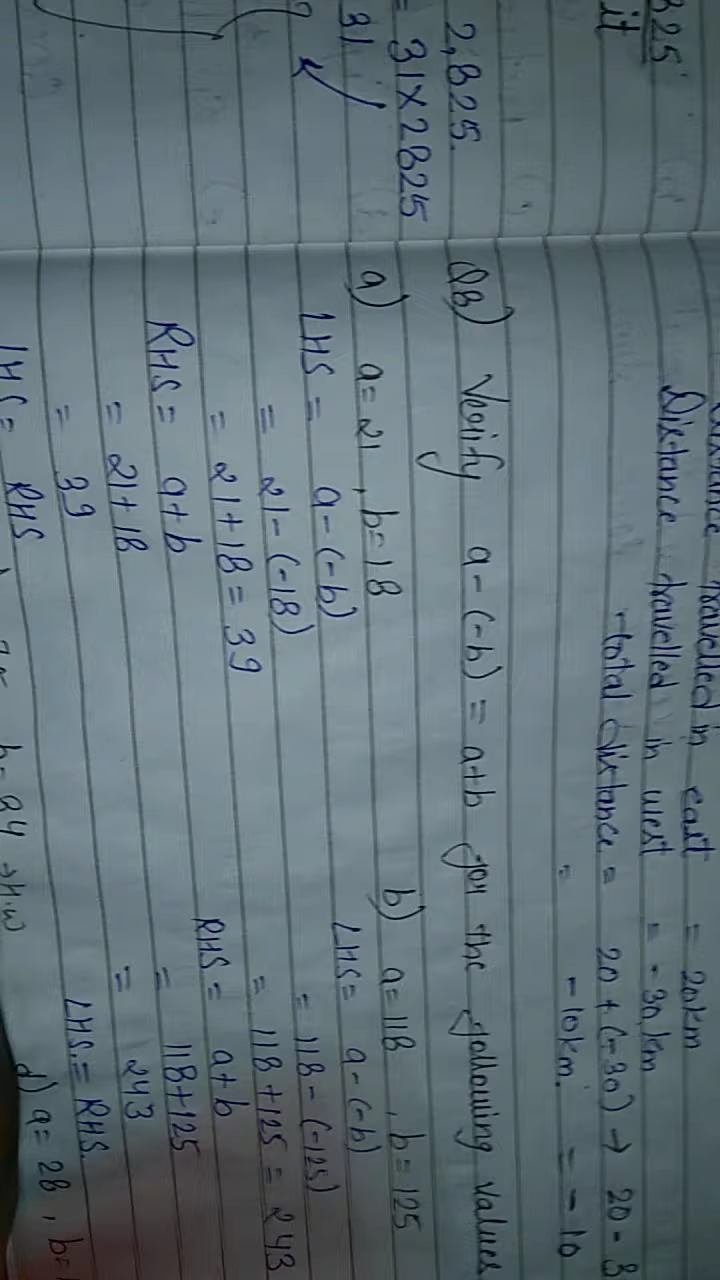 825
it
2,825.
= 31×2825
31
Distance travelled in east = 20km
Distance travelled in west = -30km
total distance = 20+(-30) → 20-3
= -10km. = -10
Q8) Verify a-(-b) = a+b for the following values
a) a=21, b=18
LHS = a-(-b)
= 21-(-18)
= 21+18 = 39
RHS = a+b
= 21+18
= 39
LHS = RHS
b) a=118, b=125
LHS= a-(-b)
= 118-(-125)
= 118+125 = 243
RHS = a+b
= 118+125
= 243
LHS = RHS.
b=84 → H.W
d) a= 28, b=